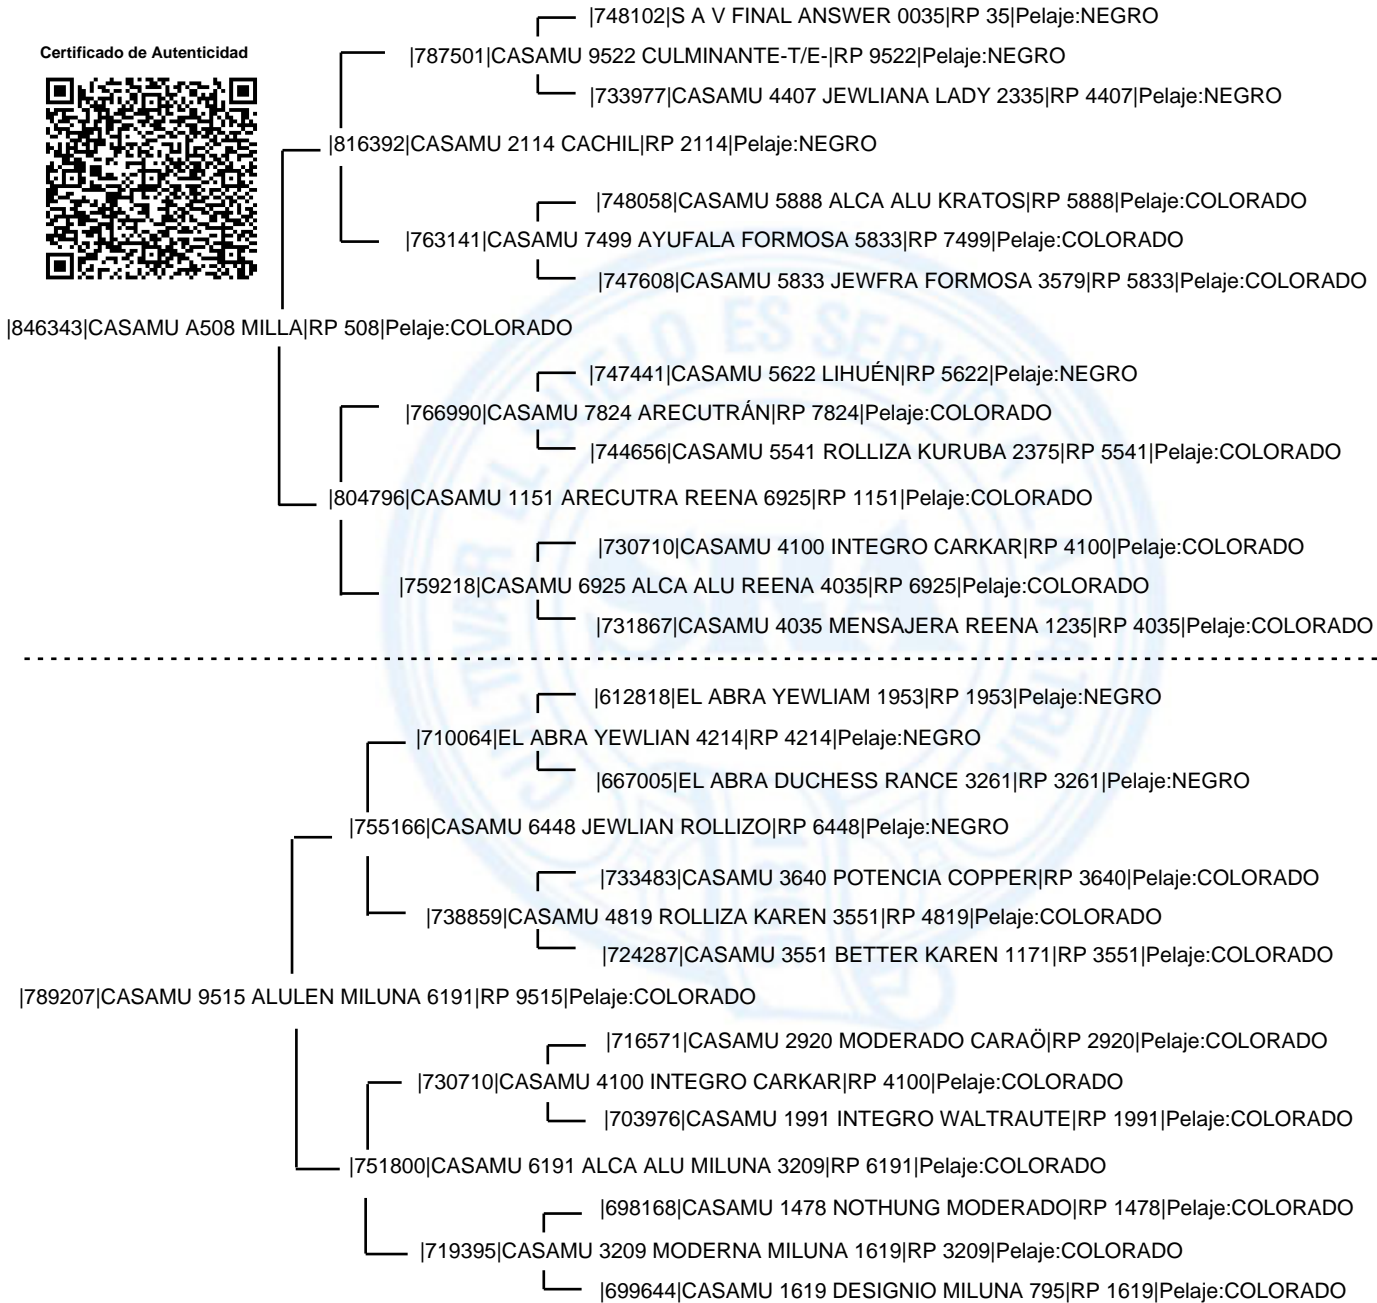 |748102|S A V FINAL ANSWER 0035|RP 35|Pelaje:NEGRO
Certificado de Autenticidad
|787501|CASAMU 9522 CULMINANTE-T/E-|RP 9522|Pelaje:NEGRO
|733977|CASAMU 4407 JEWLIANA LADY 2335|RP 4407|Pelaje:NEGRO
|816392|CASAMU 2114 CACHIL|RP 2114|Pelaje:NEGRO
|748058|CASAMU 5888 ALCA ALU KRATOS|RP 5888|Pelaje:COLORADO
|763141|CASAMU 7499 AYUFALA FORMOSA 5833|RP 7499|Pelaje:COLORADO
|747608|CASAMU 5833 JEWFRA FORMOSA 3579|RP 5833|Pelaje:COLORADO
|846343|CASAMU A508 MILLA|RP 508|Pelaje:COLORADO
|747441|CASAMU 5622 LIHUÉN|RP 5622|Pelaje:NEGRO
|766990|CASAMU 7824 ARECUTRÁN|RP 7824|Pelaje:COLORADO
|744656|CASAMU 5541 ROLLIZA KURUBA 2375|RP 5541|Pelaje:COLORADO
|804796|CASAMU 1151 ARECUTRA REENA 6925|RP 1151|Pelaje:COLORADO
|730710|CASAMU 4100 INTEGRO CARKAR|RP 4100|Pelaje:COLORADO
|759218|CASAMU 6925 ALCA ALU REENA 4035|RP 6925|Pelaje:COLORADO
|731867|CASAMU 4035 MENSAJERA REENA 1235|RP 4035|Pelaje:COLORADO
|612818|EL ABRA YEWLIAM 1953|RP 1953|Pelaje:NEGRO
|710064|EL ABRA YEWLIAN 4214|RP 4214|Pelaje:NEGRO
|667005|EL ABRA DUCHESS RANCE 3261|RP 3261|Pelaje:NEGRO
|755166|CASAMU 6448 JEWLIAN ROLLIZO|RP 6448|Pelaje:NEGRO
|733483|CASAMU 3640 POTENCIA COPPER|RP 3640|Pelaje:COLORADO
|738859|CASAMU 4819 ROLLIZA KAREN 3551|RP 4819|Pelaje:COLORADO
|724287|CASAMU 3551 BETTER KAREN 1171|RP 3551|Pelaje:COLORADO
|789207|CASAMU 9515 ALULEN MILUNA 6191|RP 9515|Pelaje:COLORADO
|716571|CASAMU 2920 MODERADO CARAÖ|RP 2920|Pelaje:COLORADO
|730710|CASAMU 4100 INTEGRO CARKAR|RP 4100|Pelaje:COLORADO
|703976|CASAMU 1991 INTEGRO WALTRAUTE|RP 1991|Pelaje:COLORADO
|751800|CASAMU 6191 ALCA ALU MILUNA 3209|RP 6191|Pelaje:COLORADO
|698168|CASAMU 1478 NOTHUNG MODERADO|RP 1478|Pelaje:COLORADO
|719395|CASAMU 3209 MODERNA MILUNA 1619|RP 3209|Pelaje:COLORADO
|699644|CASAMU 1619 DESIGNIO MILUNA 795|RP 1619|Pelaje:COLORADO
CULTIVAR EL SUELO ES SERVIR A LA PATRIA
SRA
1866